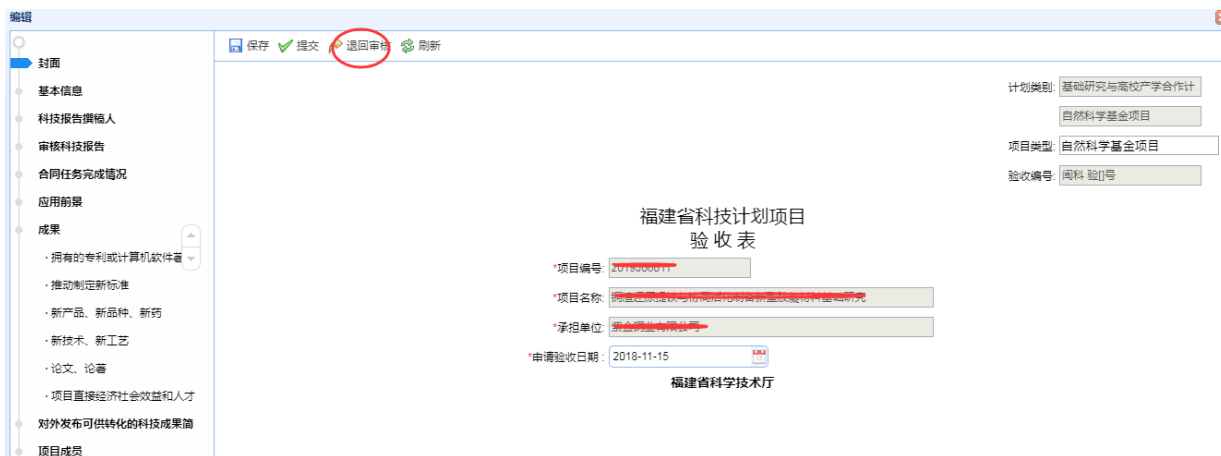 编辑
保存 提交 退回审核 刷新
封面
基本信息
科技报告撰稿人
审核科技报告
合同任务完成情况
应用前景
成果
·拥有的专利或计算机软件著
·推动制定新标准
·新产品、新品种、新药
·新技术、新工艺
·论文、论著
·项目直接经济社会效益和人才
对外发布可供转化的科技成果简
项目成员
计划类别: 基础研究与高校产学合作计
自然科学基金项目
项目类型: 自然科学基金项目
验收编号: 闽科 验[]号
福建省科技计划项目
验 收 表
*项目编号:
*项目名称:
*承担单位:
*申请验收日期 : 2018-11-15
福建省科学技术厅